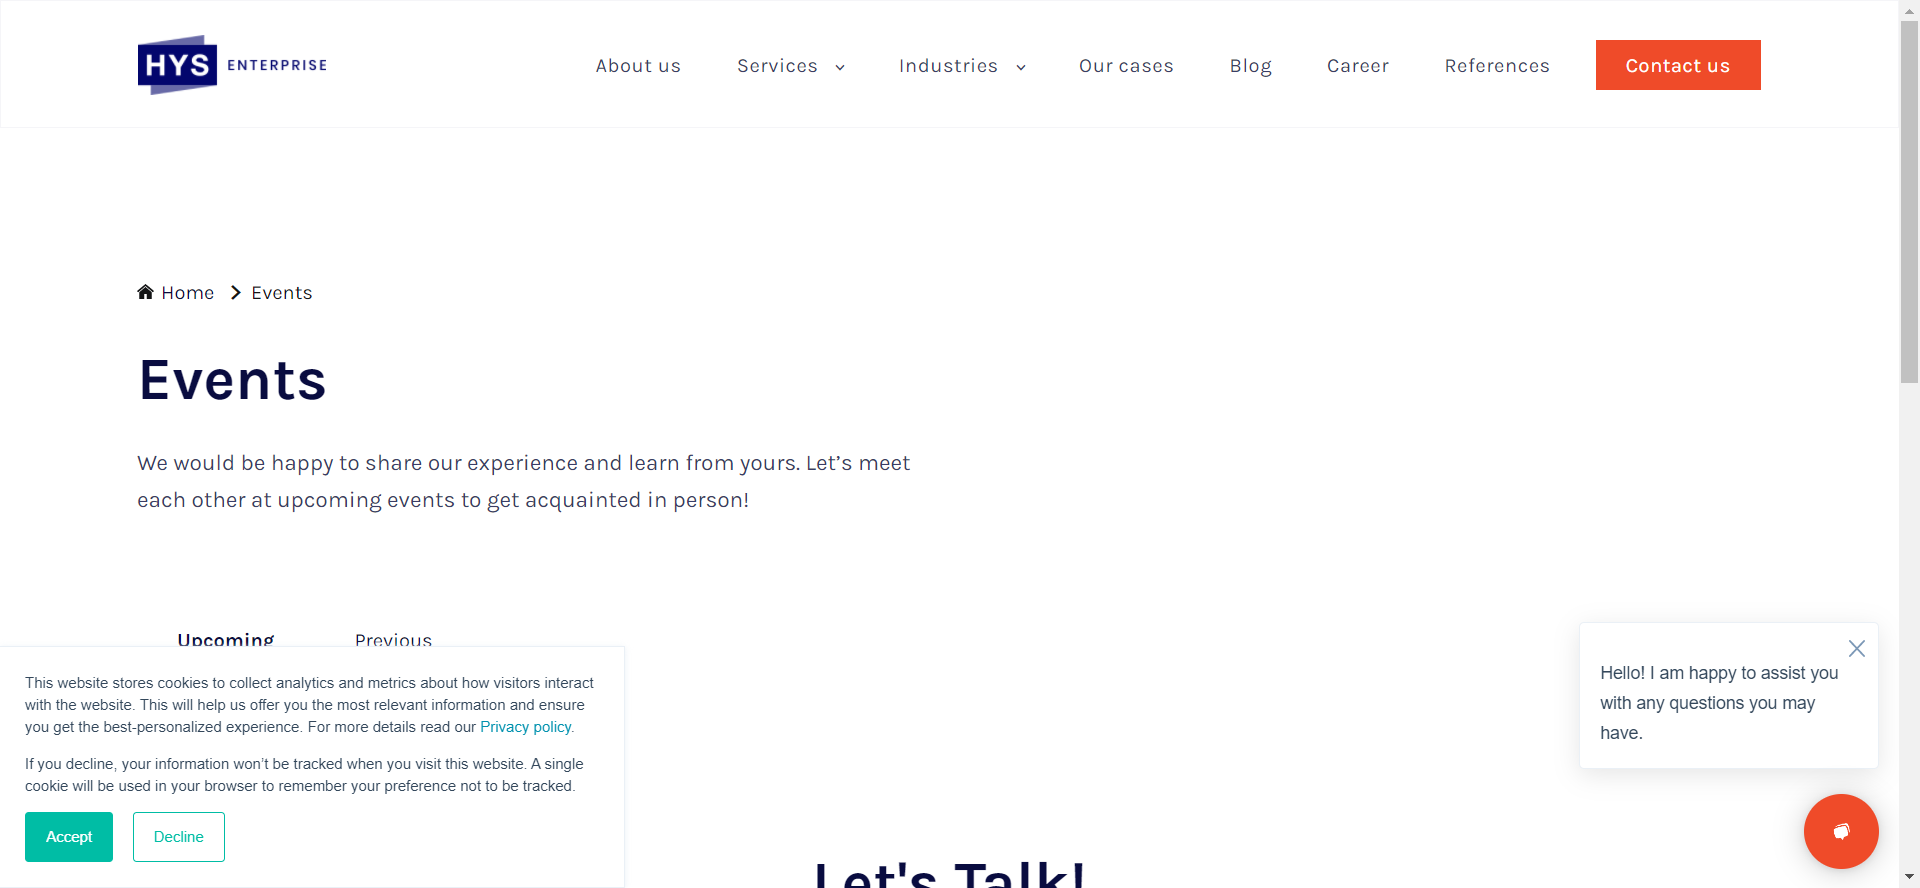 HYS ENTERPRISE
About us
Services
Industries
Our cases
Blog
Career
References
Contact us
Home
Events
Events
We would be happy to share our experience and learn from yours. Let’s meet
each other at upcoming events to get acquainted in person!
Upcoming
Previous
This website stores cookies to collect analytics and metrics about how visitors interact
with the website. This will help us offer you the most relevant information and ensure
you get the best-personalized experience. For more details read our Privacy policy.
If you decline, your information won’t be tracked when you visit this website. A single
cookie will be used in your browser to remember your preference not to be tracked.
Accept
Decline
Hello! I am happy to assist you
with any questions you may
have.
Let's Talk!